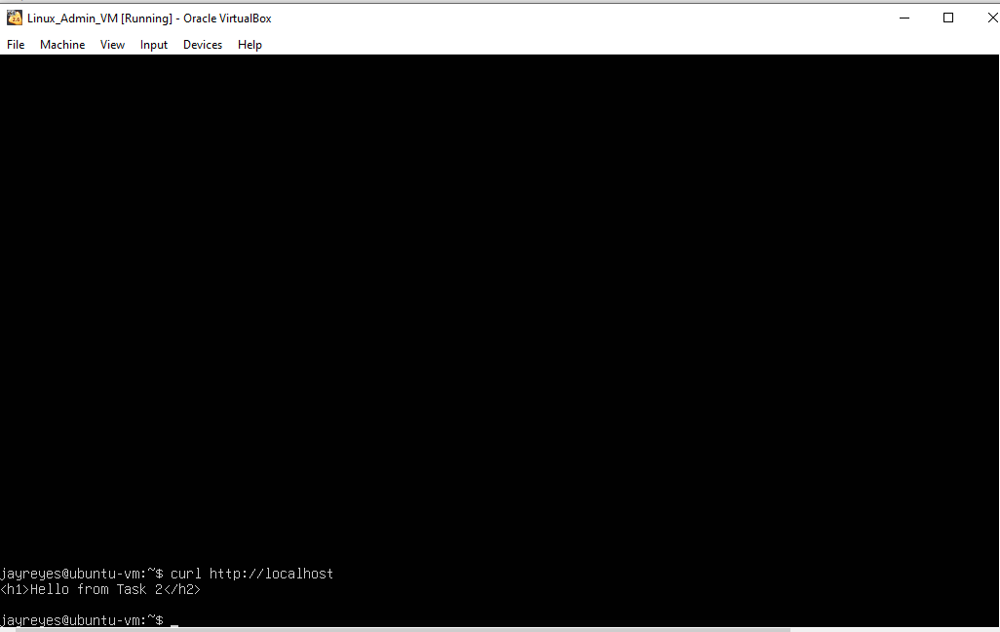 Linux_Admin_VM [Running] - Oracle VirtualBox
File Machine View Input Devices Help
jayreyes@ubuntu-vm:~$ curl http://localhost
<h1>Hello from Task 2</h2>
jayreyes@ubuntu-vm:~$ _